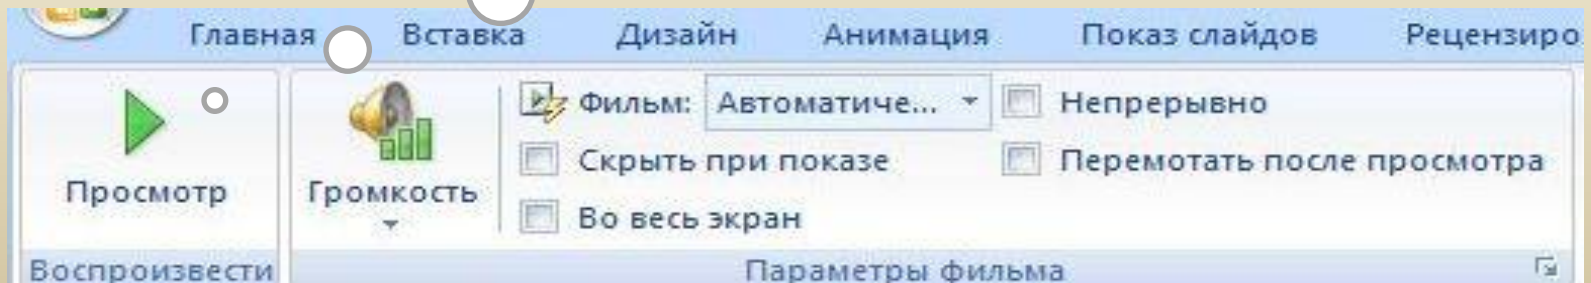 Главная Вставка Дизайн Анимация Показ слайдов Рецензиро
Просмотр
Воспроизвести
Громкость
Фильм: Автоматиче...
Скрыть при показе
Во весь экран
Непрерывно
Перемотать после просмотра
Параметры фильма